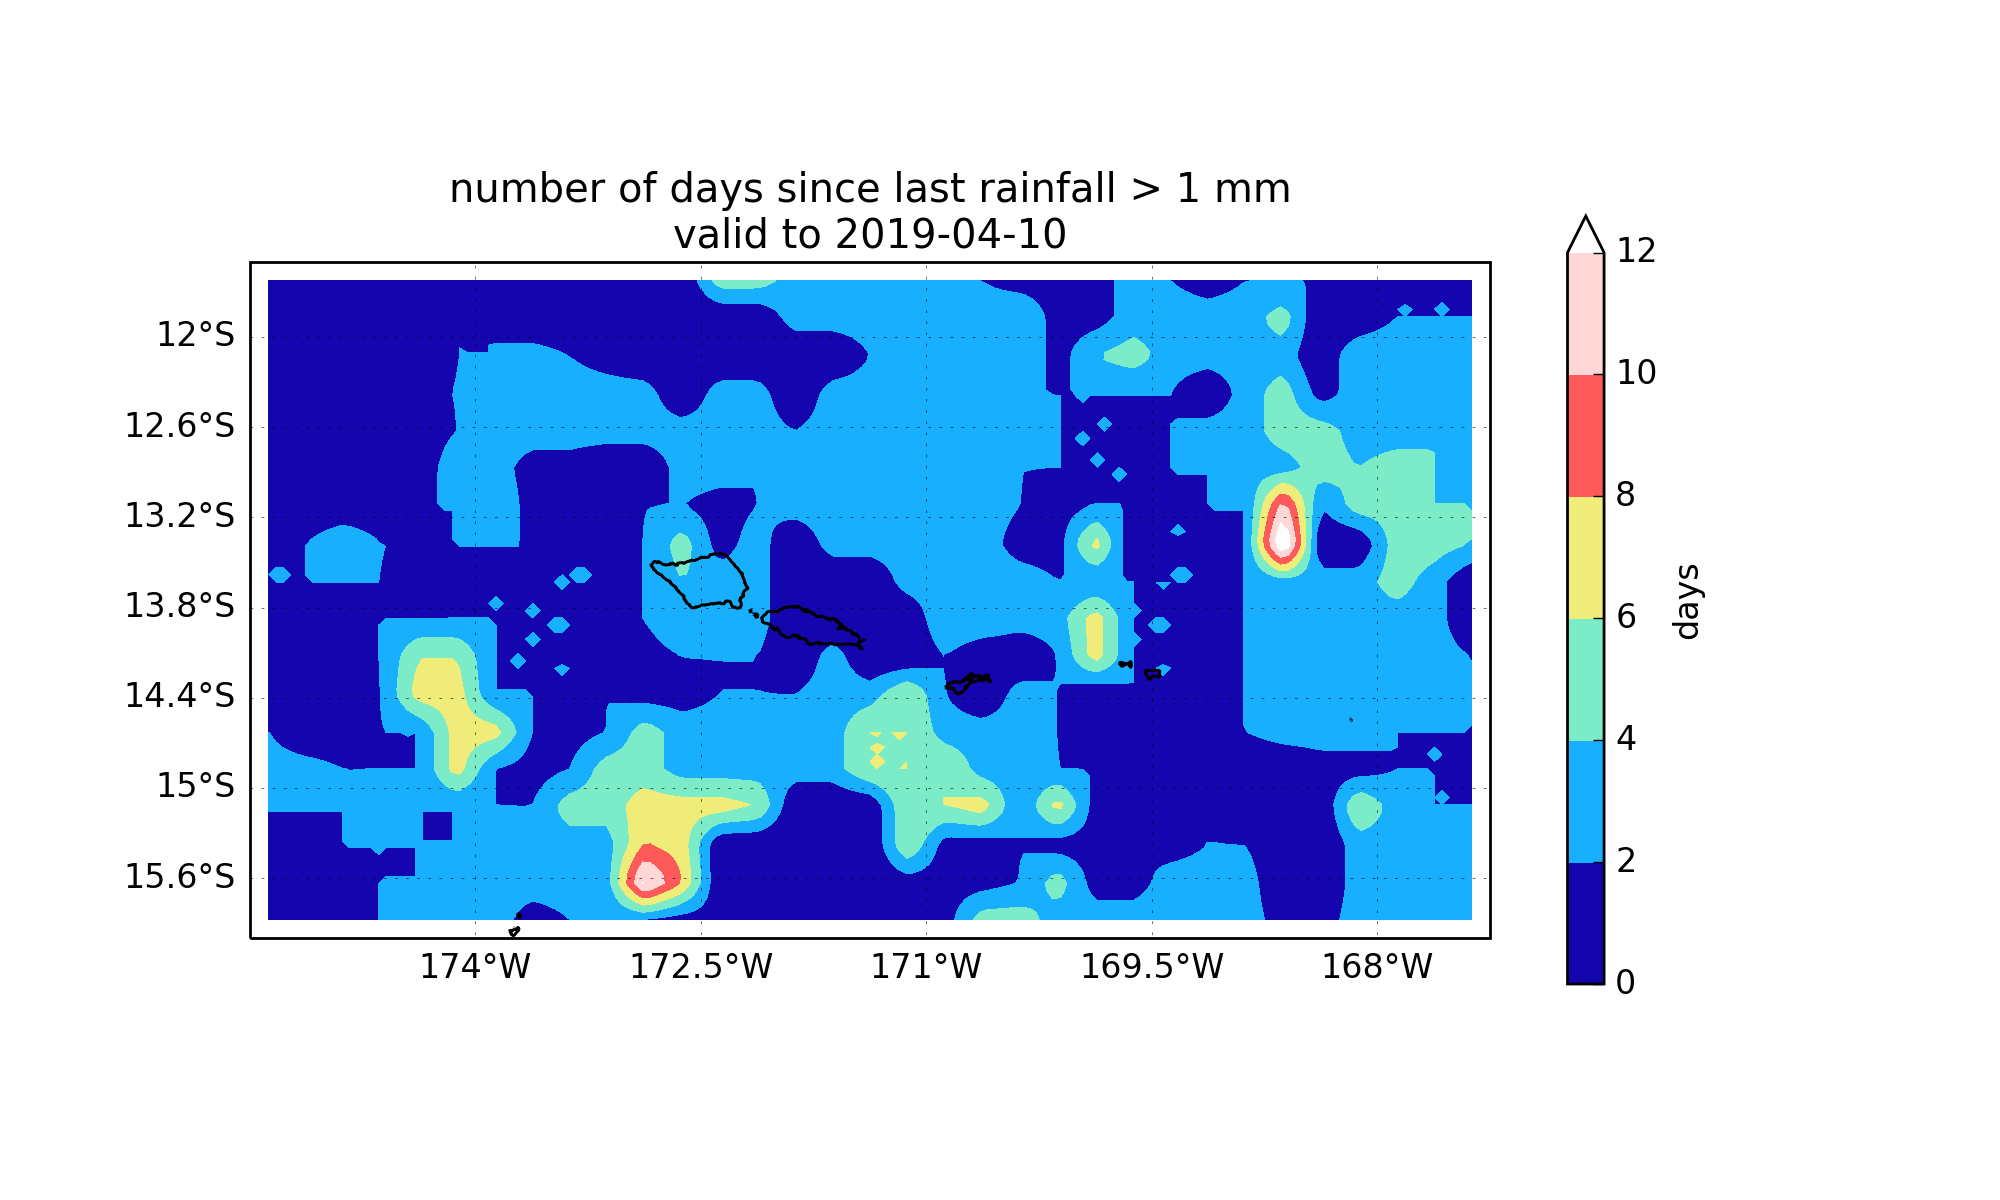 number of days since last rainfall > 1 mm
valid to 2019-04-10
12°S
12.6°S
13.2°S
13.8°S
14.4°S
15°S
15.6°S
174°W 172.5°W 171°W 169.5°W 168°W
12
10
8
6
4
2
0
days